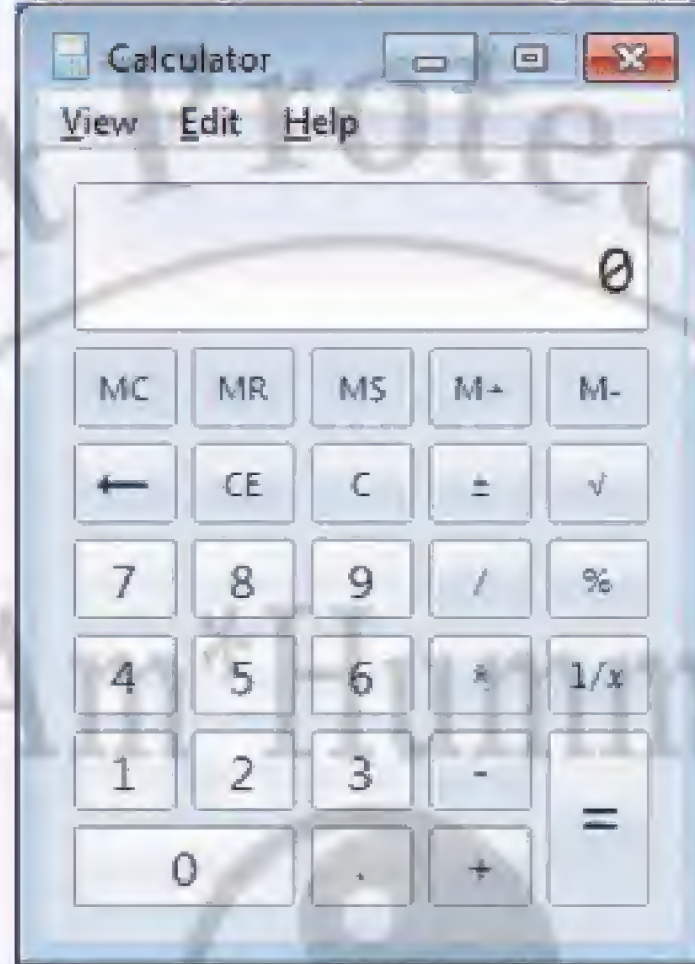 Calculator
View Edit Help
0
MC MR MS M+ M-
← CE C ± √
7 8 9 / %
4 5 6 * 1/x
1 2 3 - =
0 . +